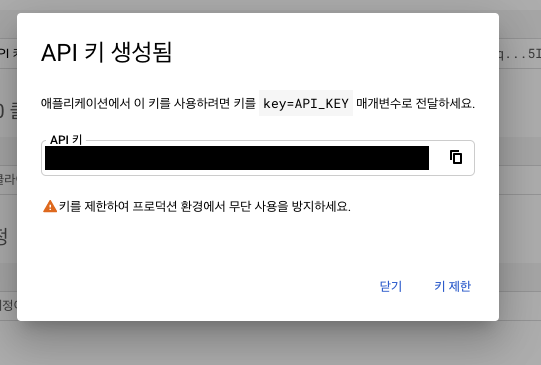 API 키 생성됨
애플리케이션에서 이 키를 사용하려면 키를 key=API_KEY 매개변수로 전달하세요.
API 키
키를 제한하여 프로덕션 환경에서 무단 사용을 방지하세요.
닫기 키 제한